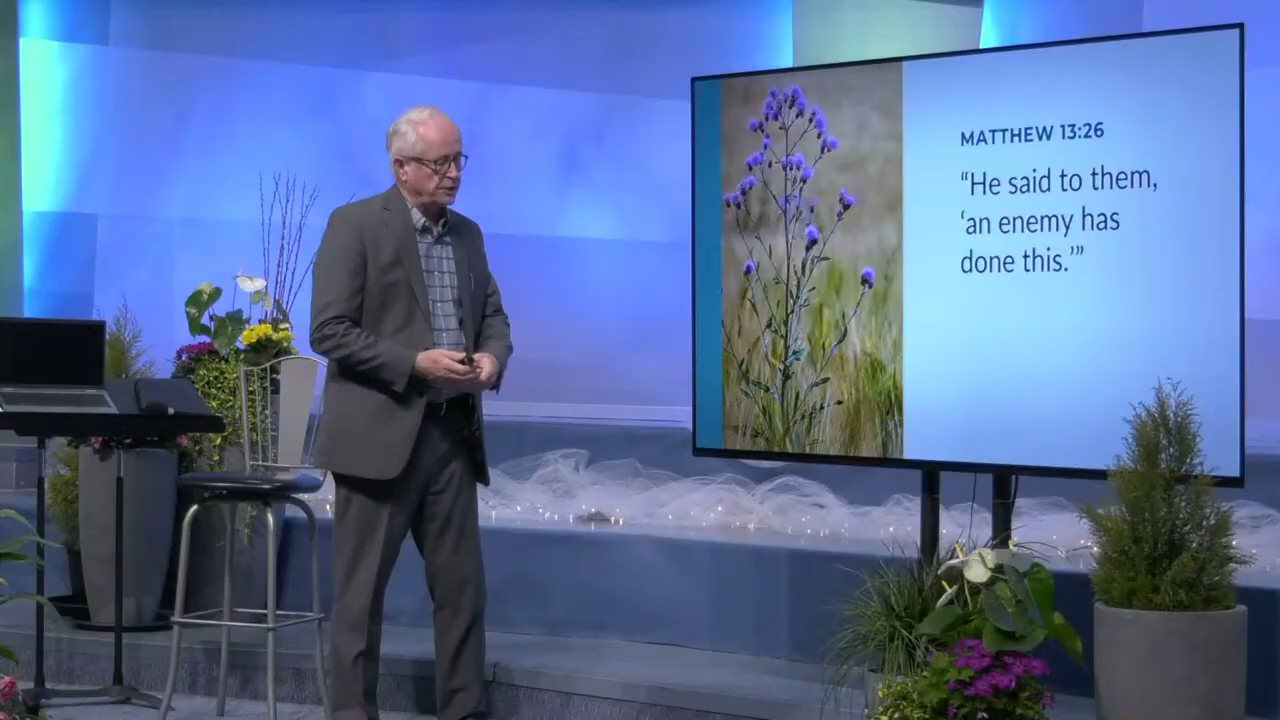 MATTHEW 13:26
“He said to them,
‘an enemy has
done this.’”